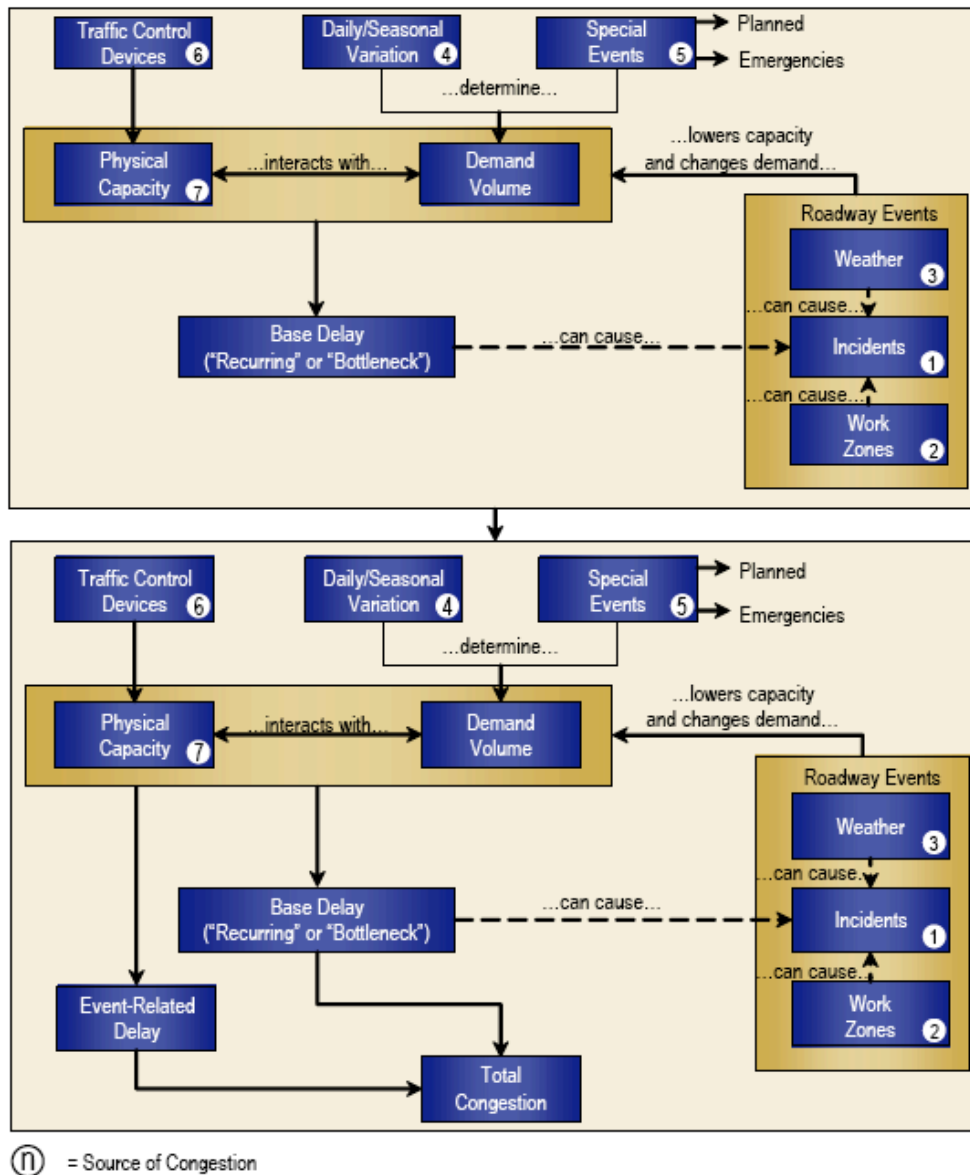 Traffic Control
Devices
6
Daily/Seasonal
Variation
4
Special
Events
5
Planned
Emergencies
…determine…
Physical
Capacity
7
…interacts with…
Demand
Volume
…lowers capacity
and changes demand…
Roadway Events
Weather
3
…can cause…
Incidents
1
…can cause…
Work
Zones
2
Base Delay
("Recurring" or "Bottleneck")
…can cause…
Traffic Control
Devices
6
Daily/Seasonal
Variation
4
Special
Events
5
Planned
Emergencies
…determine…
Physical
Capacity
7
…interacts with…
Demand
Volume
…lowers capacity
and changes demand…
Roadway Events
Weather
3
…can cause…
Incidents
1
…can cause…
Work
Zones
2
Base Delay
("Recurring" or "Bottleneck")
…can cause…
Event-Related
Delay
Total
Congestion
n = Source of Congestion